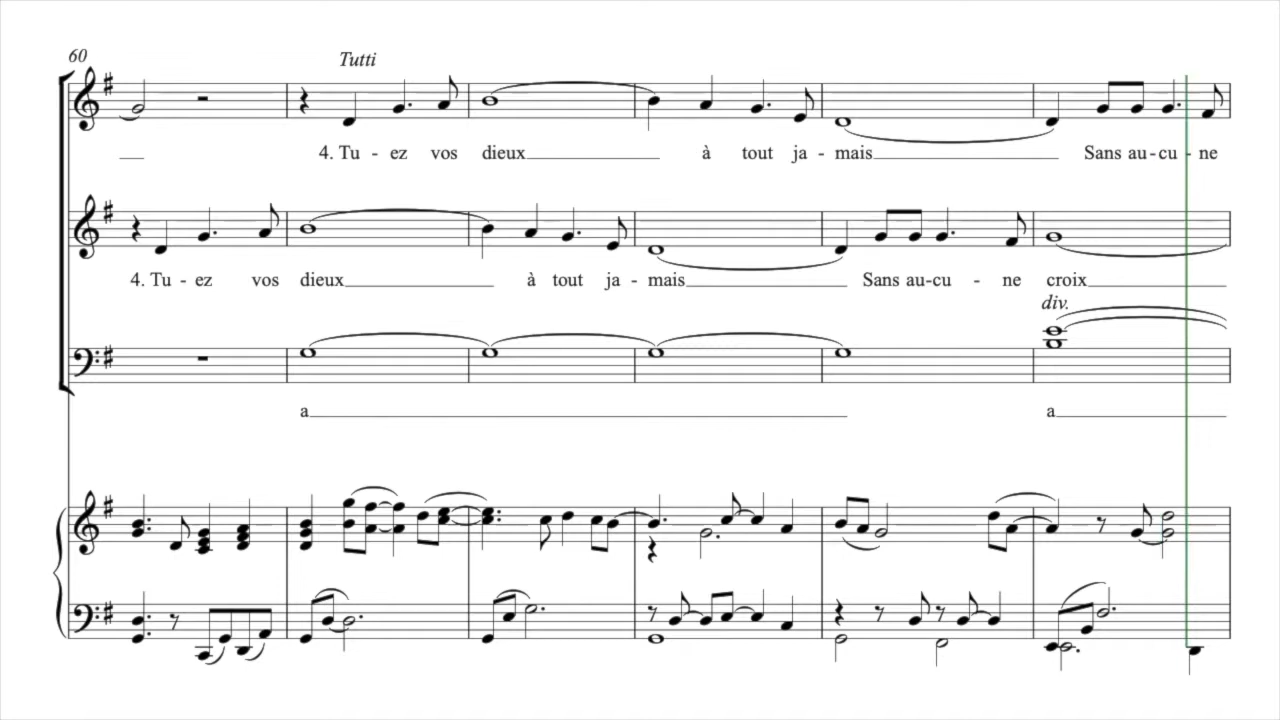 60
Tutti
4. Tu - ez vos dieux à tout ja - mais Sans au - cu - ne
4. Tu - ez vos dieux à tout ja - mais Sans au - cu - ne croix
div.
a a